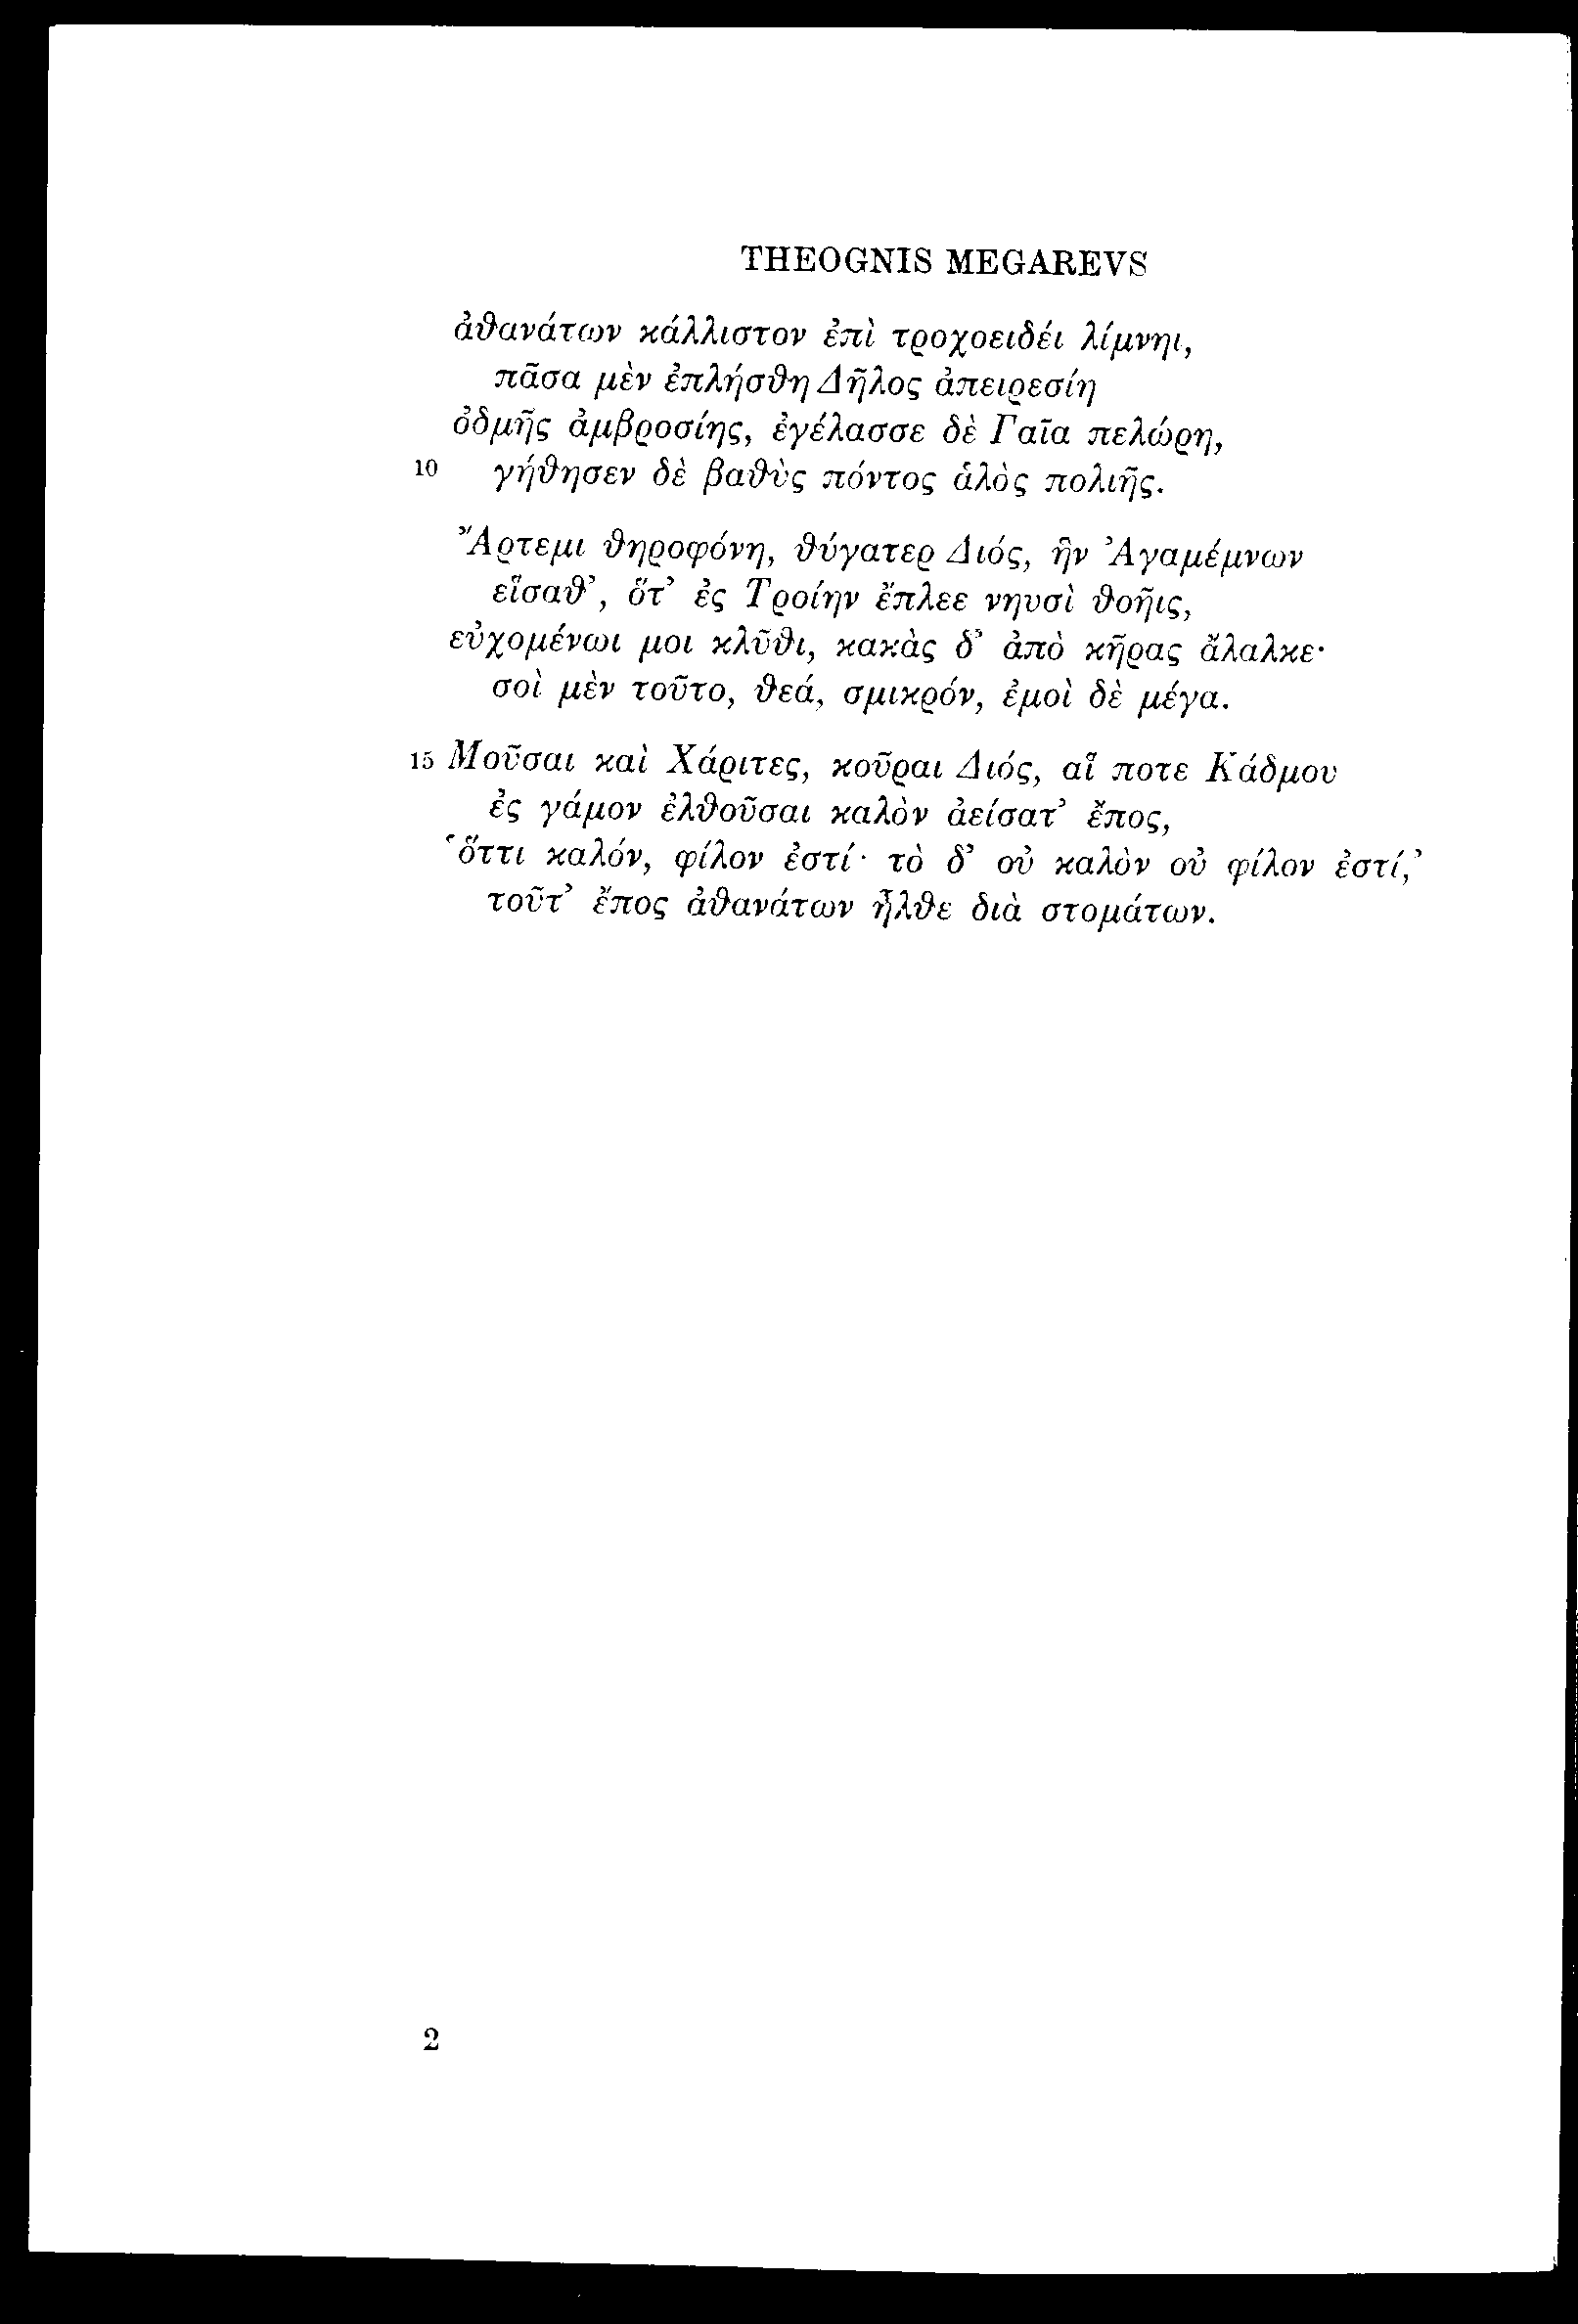 THEOGNIS MEGAREVS
ἀθανάτων κάλλιστον ἐπὶ τροχοειδέι λίμνηι,
πᾶσα μὲν ἐπλήσθη Δῆλος ἀπειρεσίη
ὀδμῆς ἀμβροσίης, ἐγέλασσε δὲ Γαῖα πελώρη,
10 γήθησεν δὲ βαθὺς πόντος ἁλὸς πολιῆς.
Ἄρτεμι θηροφόνη, θύγατερ Διός, ἣν Ἀγαμέμνων
εἵσαθ’, ὅτ’ ἐς Τροίην ἔπλεε νηυσὶ θοῆις,
εὐχομένωι μοι κλῦθι, κακὰς δ’ ἀπὸ κῆρας ἄλαλκε·
σοὶ μὲν τοῦτο, θεά, σμικρόν, ἐμοὶ δὲ μέγα.
15 Μοῦσαι καὶ Χάριτες, κοῦραι Διός, αἵ ποτε Κάδμου
ἐς γάμον ἐλθοῦσαι καλὸν ἀείσατ’ ἔπος,
‘ὅττι καλόν, φίλον ἐστί· τὸ δ’ οὐ καλὸν οὐ φίλον ἐστί,’
τοῦτ’ ἔπος ἀθανάτων ἦλθε διὰ στομάτων.
2